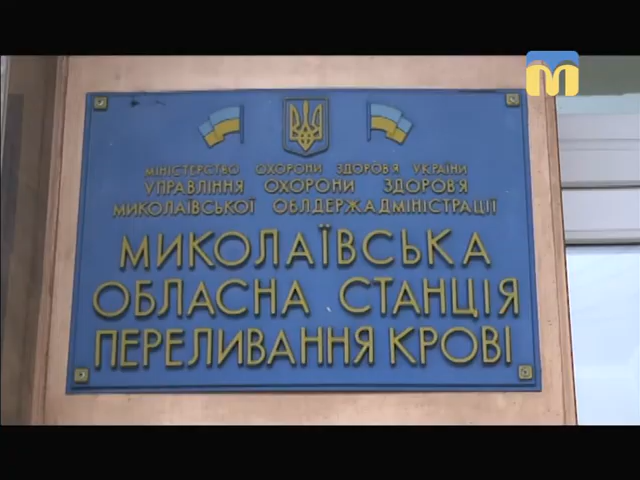 М
МІНІСТЕРСТВО ОХОРОНИ ЗДОРОВ'Я УКРАЇНИ
УПРАВЛІННЯ ОХОРОНИ ЗДОРОВ'Я
МИКОЛАЇВСЬКОЇ ОБЛДЕРЖАДМІНІСТРАЦІЇ
МИКОЛАЇВСЬКА
ОБЛАСНА СТАНЦІЯ
ПЕРЕЛИВАННЯ КРОВІ